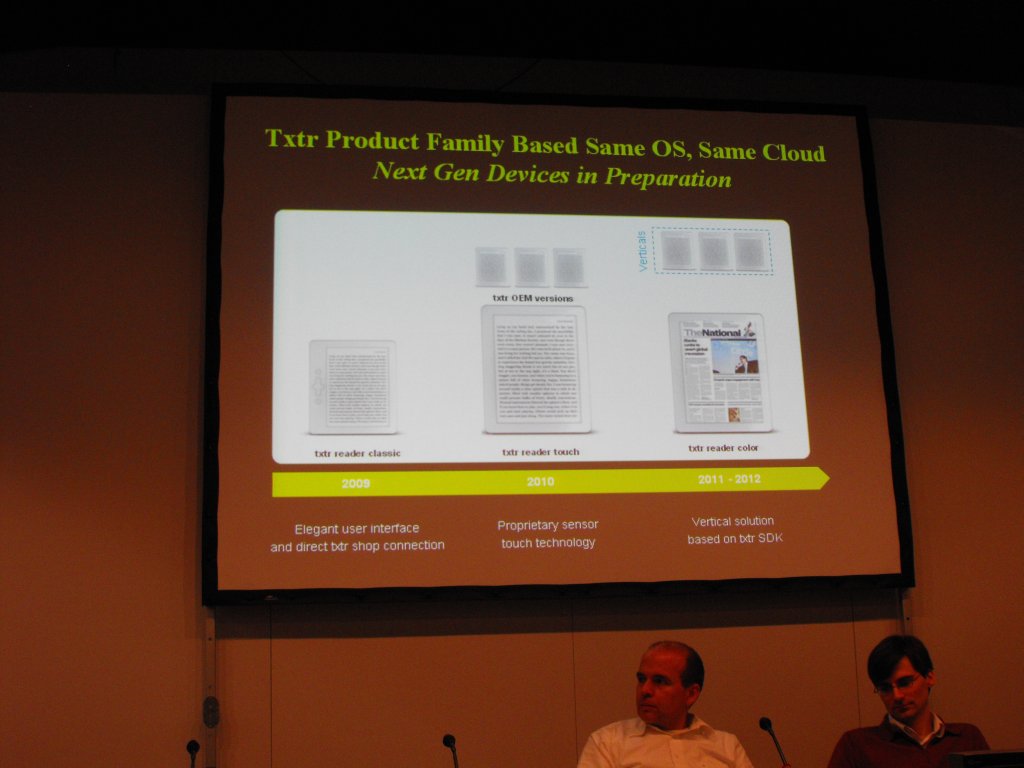 Txtr Product Family Based Same OS, Same Cloud
Next Gen Devices in Preparation
Verticals
txtr OEM versions
TheNational
txtr reader classic
txtr reader touch
txtr reader color
2009
2010
2011 - 2012
Elegant user interface
and direct txtr shop connection
Proprietary sensor
touch technology
Vertical solution
based on txtr SDK